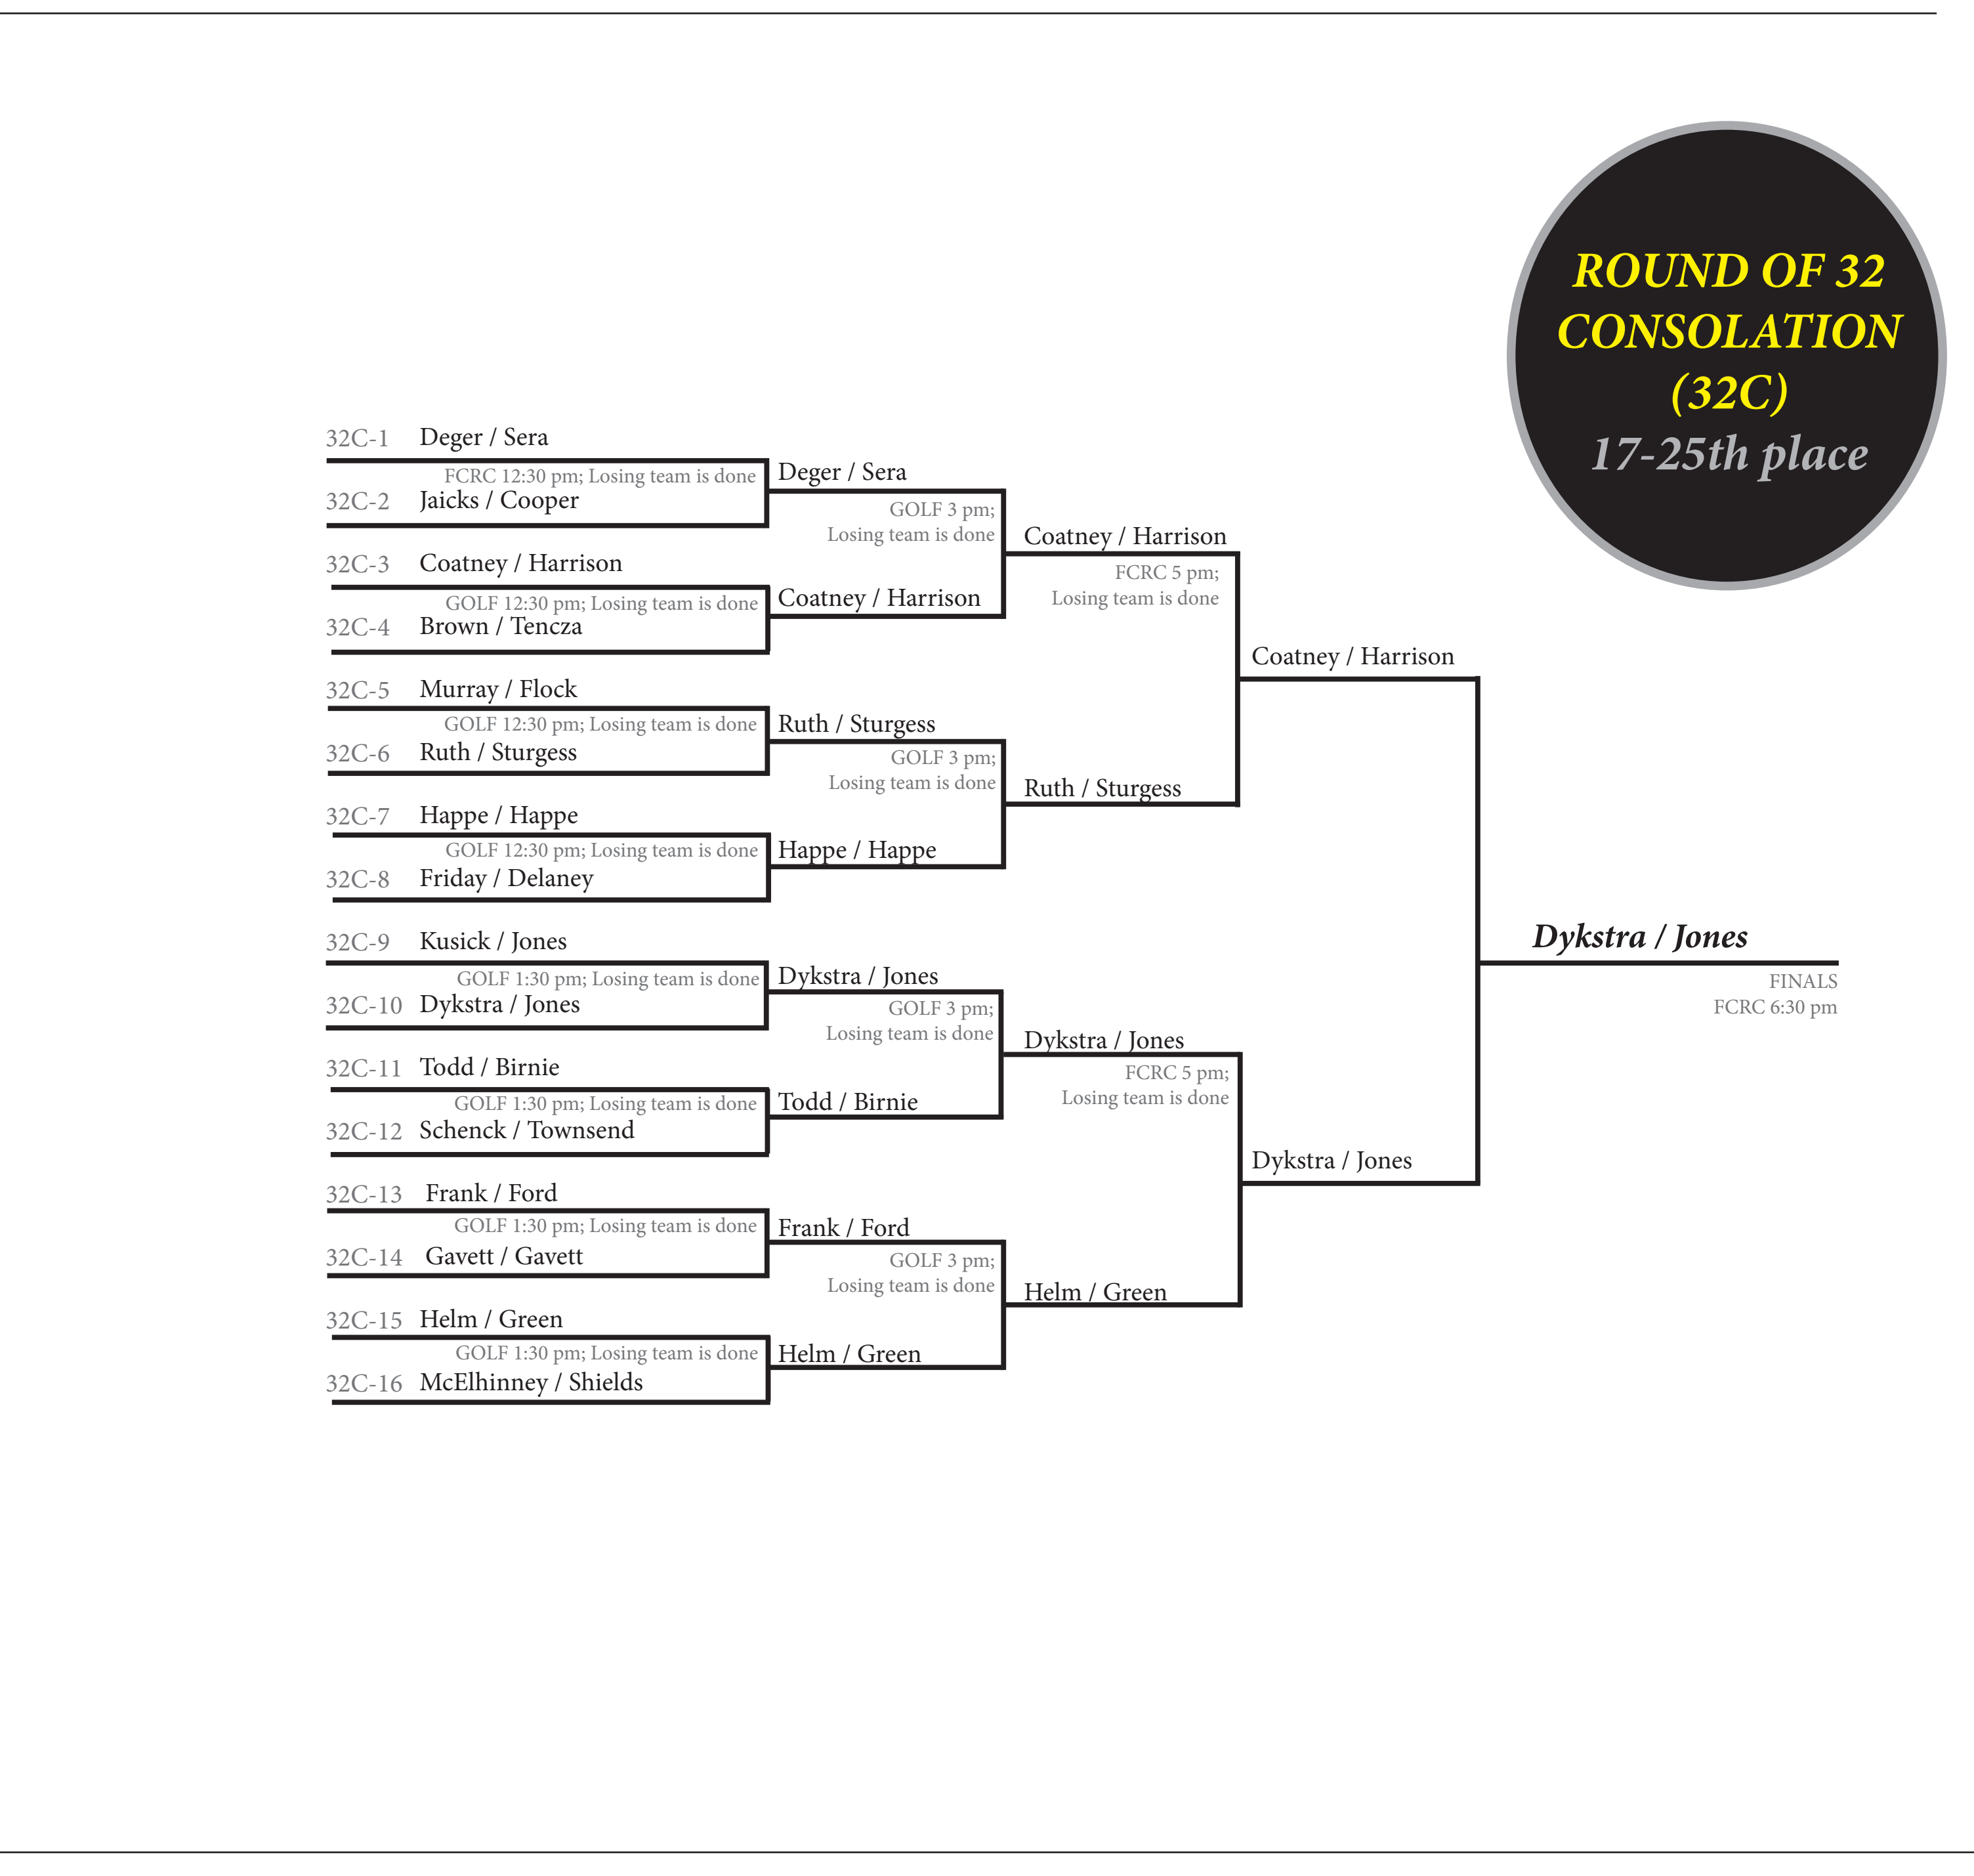 ROUND OF 32
CONSOLATION
(32C)
17-25th place
32C-1 Deger / Sera
FCRC 12:30 pm; Losing team is done
32C-2 Jaicks / Cooper
32C-3 Coatney / Harrison
GOLF 12:30 pm; Losing team is done
32C-4 Brown / Tencza
32C-5 Murray / Flock
GOLF 12:30 pm; Losing team is done
32C-6 Ruth / Sturgess
32C-7 Happe / Happe
GOLF 12:30 pm; Losing team is done
32C-8 Friday / Delaney
32C-9 Kusick / Jones
GOLF 1:30 pm; Losing team is done
32C-10 Dykstra / Jones
32C-11 Todd / Birnie
GOLF 1:30 pm; Losing team is done
32C-12 Schenck / Townsend
32C-13 Frank / Ford
GOLF 1:30 pm; Losing team is done
32C-14 Gavett / Gavett
32C-15 Helm / Green
GOLF 1:30 pm; Losing team is done
32C-16 McElhinney / Shields
Deger / Sera
GOLF 3 pm;
Losing team is done
Coatney / Harrison
Ruth / Sturgess
GOLF 3 pm;
Losing team is done
Happe / Happe
Dykstra / Jones
GOLF 3 pm;
Losing team is done
Todd / Birnie
Frank / Ford
GOLF 3 pm;
Losing team is done
Helm / Green
Coatney / Harrison
FCRC 5 pm;
Losing team is done
Ruth / Sturgess
Dykstra / Jones
FCRC 5 pm;
Losing team is done
Helm / Green
Coatney / Harrison
Dykstra / Jones
Dykstra / Jones
FINALS
FCRC 6:30 pm